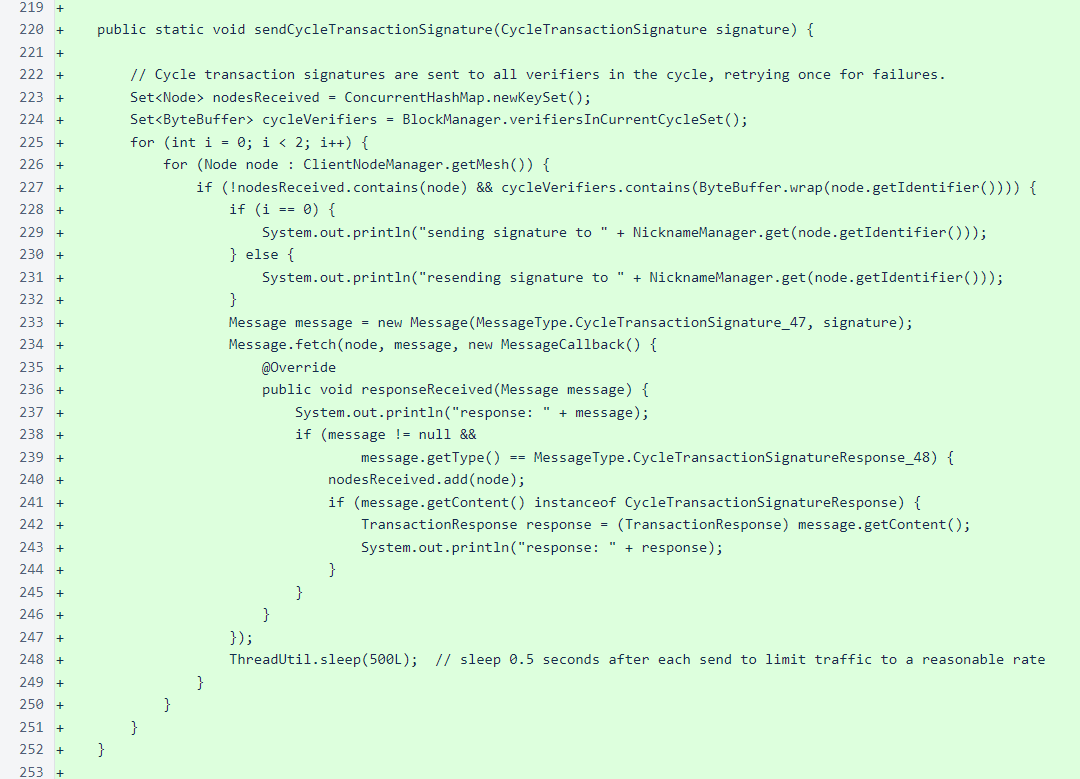 219 +
220 +    public static void sendCycleTransactionSignature(CycleTransactionSignature signature) {
221 +
222 +        // Cycle transaction signatures are sent to all verifiers in the cycle, retrying once for failures.
223 +        Set<Node> nodesReceived = ConcurrentHashMap.newKeySet();
224 +        Set<ByteBuffer> cycleVerifiers = BlockManager.verifiersInCurrentCycleSet();
225 +        for (int i = 0; i < 2; i++) {
226 +            for (Node node : ClientNodeManager.getMesh()) {
227 +                if (!nodesReceived.contains(node) && cycleVerifiers.contains(ByteBuffer.wrap(node.getIdentifier()))) {
228 +                    if (i == 0) {
229 +                        System.out.println("sending signature to " + NicknameManager.get(node.getIdentifier()));
230 +                    } else {
231 +                        System.out.println("resending signature to " + NicknameManager.get(node.getIdentifier()));
232 +                    }
233 +                    Message message = new Message(MessageType.CycleTransactionSignature_47, signature);
234 +                    Message.fetch(node, message, new MessageCallback() {
235 +                        @Override
236 +                        public void responseReceived(Message message) {
237 +                            System.out.println("response: " + message);
238 +                            if (message != null &&
239 +                                    message.getType() == MessageType.CycleTransactionSignatureResponse_48) {
240 +                                nodesReceived.add(node);
241 +                                if (message.getContent() instanceof CycleTransactionSignatureResponse) {
242 +                                    TransactionResponse response = (TransactionResponse) message.getContent();
243 +                                    System.out.println("response: " + response);
244 +                                }
245 +                            }
246 +                        }
247 +                    });
248 +                    ThreadUtil.sleep(500L);  // sleep 0.5 seconds after each send to limit traffic to a reasonable rate
249 +                }
250 +            }
251 +        }
252 +    }
253 +